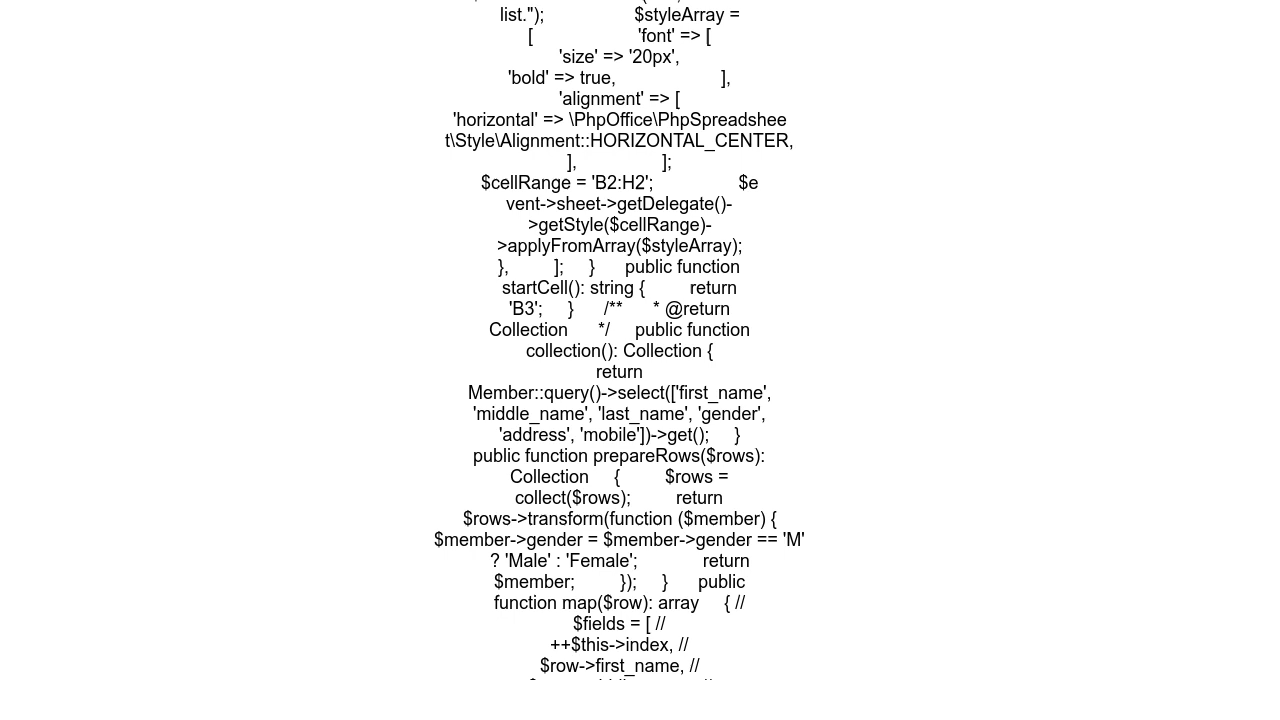 list."); $styleArray =
[ 'font' => [
'size' => '20px',
'bold' => true, ],
'alignment' => [
'horizontal' => \PhpOffice\PhpSpreadshee
t\Style\Alignment::HORIZONTAL_CENTER,
], ];
$cellRange = 'B2:H2'; $e
vent->sheet->getDelegate()-
>getStyle($cellRange)-
>applyFromArray($styleArray);
}, ]; } public function
startCell(): string { return
'B3'; } /** * @return
Collection */ public function
collection(): Collection {
return
Member::query()->select(['first_name',
'middle_name', 'last_name', 'gender',
'address', 'mobile'])->get(); }
public function prepareRows($rows):
Collection { $rows =
collect($rows); return
$rows->transform(function ($member) {
$member->gender = $member->gender == 'M'
? 'Male' : 'Female'; return
$member; }); } public
function map($row): array { //
$fields = [ //
++$this->index, //
$row->first_name, //